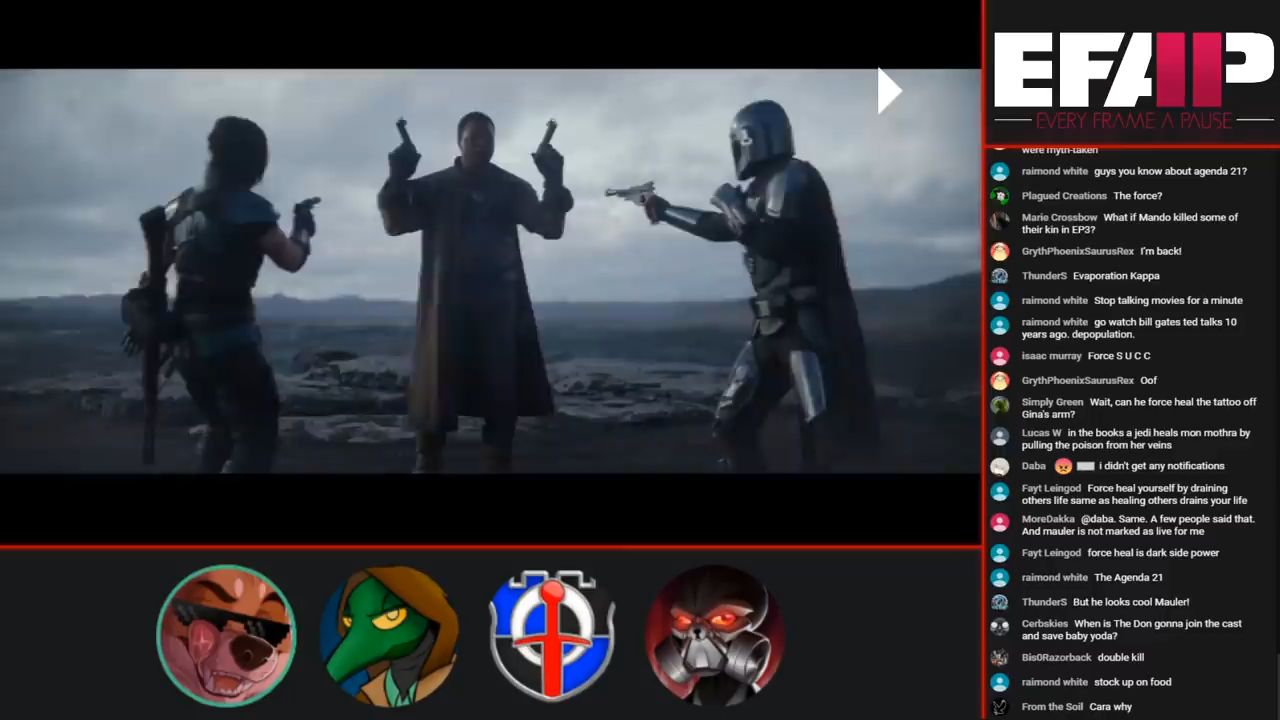 EFAP
EVERY FRAME A PAUSE
were myth-taken
raimond white guys you know about agenda 21?
Plagued Creations The force?
Marie Crossbow What if Mando killed some of
their kin in EP3?
GrythPhoenixSaurusRex I'm back!
ThunderS Evaporation Kappa
raimond white Stop talking movies for a minute
raimond white go watch bill gates ted talks 10
years ago. depopulation.
isaac murray Force S U C C
GrythPhoenixSaurusRex Oof
Simply Green Wait, can he force heal the tattoo off
Gina's arm?
Lucas W in the books a jedi heals mon mothra by
pulling the poison from her veins
Daba i didn't get any notifications
Fayt Leingod Force heal yourself by draining
others life same as healing others drains your life
MoreDakka @daba. Same. A few people said that.
And mauler is not marked as live for me
Fayt Leingod force heal is dark side power
raimond white The Agenda 21
ThunderS But he looks cool Mauler!
Cerbskies When is The Don gonna join the cast
and save baby yoda?
Bis0Razorback double kill
raimond white stock up on food
From the Soil Cara why